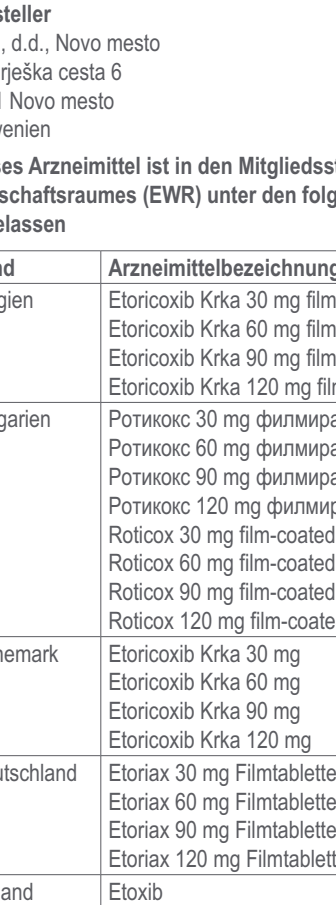 steller
, d.d., Novo mesto
rješka cesta 6
Novo mesto
venien
ses Arzneimittel ist in den Mitgliedsst
schaftsraumes (EWR) unter den folg
elassen
nd Arzneimittelbezeichnung
gien Etoricoxib Krka 30 mg film
Etoricoxib Krka 60 mg film
Etoricoxib Krka 90 mg film
Etoricoxib Krka 120 mg film
garien Ротикокс 30 mg филмира
Ротикокс 60 mg филмира
Ротикокс 90 mg филмира
Ротикокс 120 mg филмир
Roticox 30 mg film-coated
Roticox 60 mg film-coated
Roticox 90 mg film-coated
Roticox 120 mg film-coate
nemark Etoricoxib Krka 30 mg
Etoricoxib Krka 60 mg
Etoricoxib Krka 90 mg
Etoricoxib Krka 120 mg
utschland Etoriax 30 mg Filmtablette
Etoriax 60 mg Filmtablette
Etoriax 90 mg Filmtablette
Etoriax 120 mg Filmtablett
land Etoxib